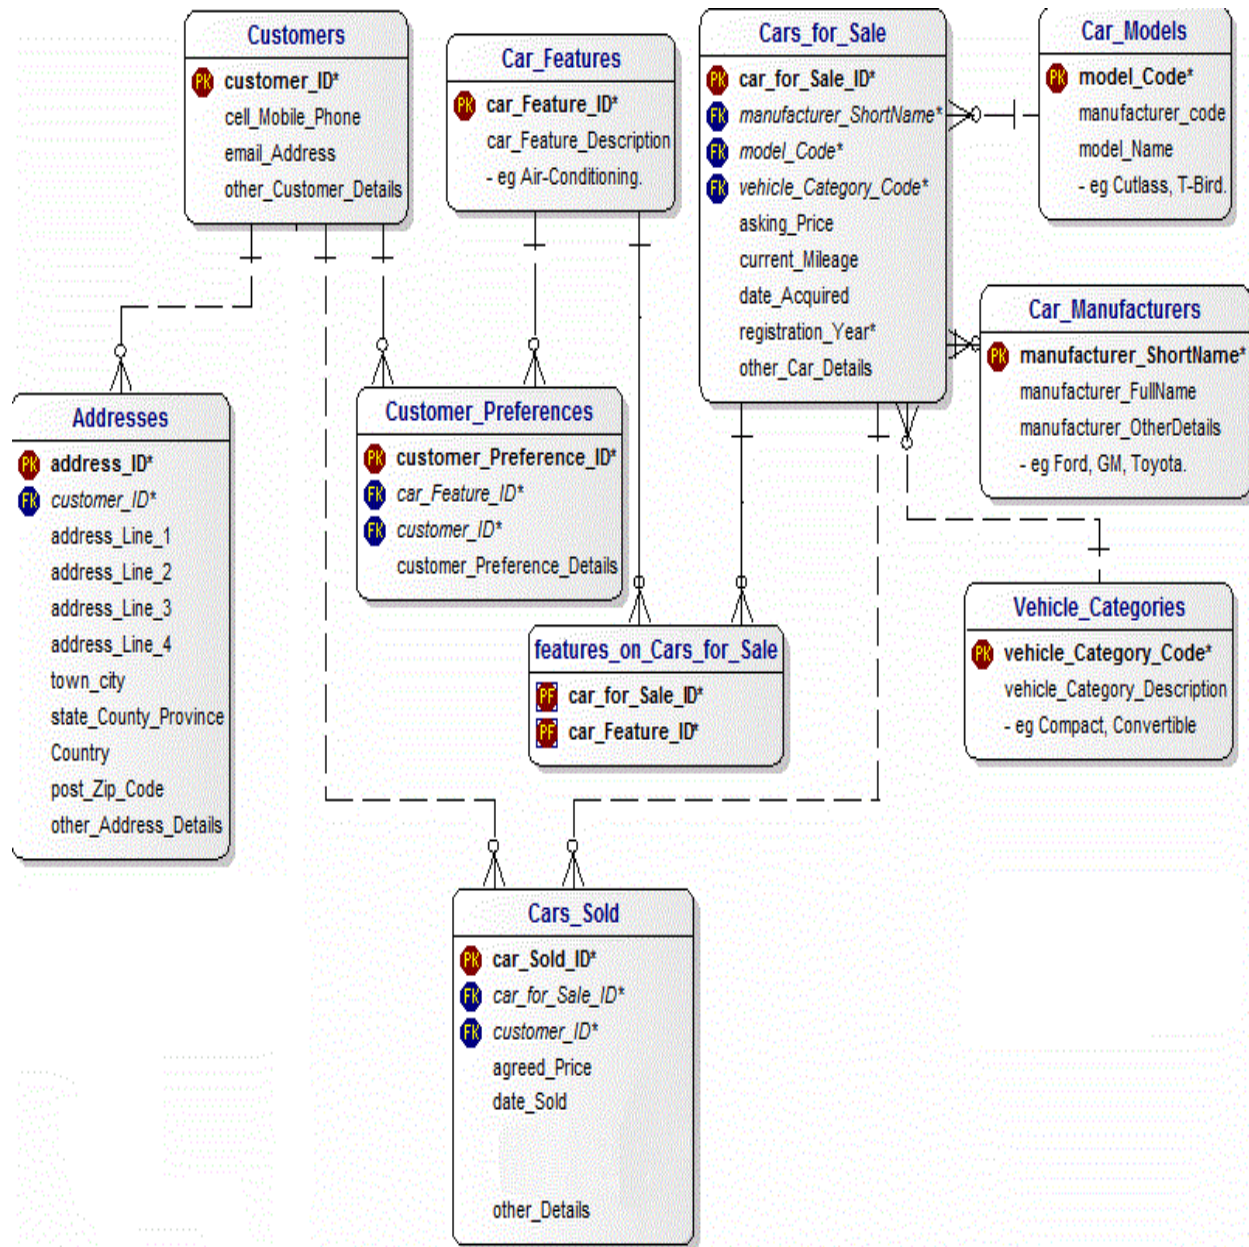 Customers
PK customer_ID*
cell_Mobile_Phone
email_Address
other_Customer_Details
Car_Features
PK car_Feature_ID*
car_Feature_Description
- eg Air-Conditioning.
Cars_for_Sale
PK car_for_Sale_ID*
FK manufacturer_ShortName*
FK model_Code*
FK vehicle_Category_Code*
asking_Price
current_Mileage
date_Acquired
registration_Year*
other_Car_Details
Car_Models
PK model_Code*
manufacturer_code
model_Name
- eg Cutlass, T-Bird.
Car_Manufacturers
PK manufacturer_ShortName*
manufacturer_FullName
manufacturer_OtherDetails
- eg Ford, GM, Toyota.
Addresses
PK address_ID*
FK customer_ID*
address_Line_1
address_Line_2
address_Line_3
address_Line_4
town_city
state_County_Province
Country
post_Zip_Code
other_Address_Details
Customer_Preferences
PK customer_Preference_ID*
FK car_Feature_ID*
FK customer_ID*
customer_Preference_Details
features_on_Cars_for_Sale
PF car_for_Sale_ID*
PF car_Feature_ID*
Vehicle_Categories
PK vehicle_Category_Code*
vehicle_Category_Description
- eg Compact, Convertible
Cars_Sold
PK car_Sold_ID*
FK car_for_Sale_ID*
FK customer_ID*
agreed_Price
date_Sold
other_Details